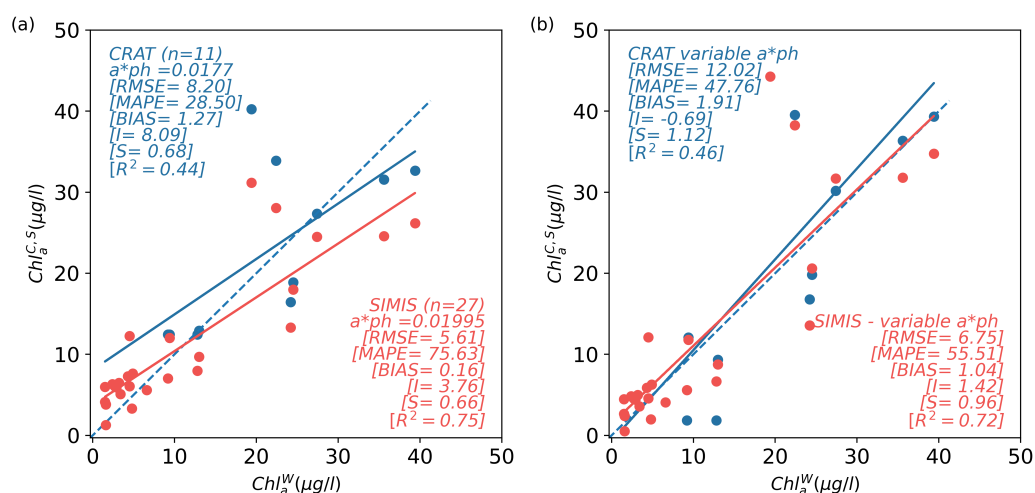 (a)
50
40
30
20
10
0
Chl_a^{C,S}(μg/l)
CRAT (n=11)
a*ph =0.0177
[RMSE= 8.20]
[MAPE= 28.50]
[BIAS= 1.27]
[I= 8.09]
[S= 0.68]
[R² = 0.44]
SIMIS (n=27)
a*ph =0.01995
[RMSE= 5.61]
[MAPE= 75.63]
[BIAS= 0.16]
[I= 3.76]
[S= 0.66]
[R² = 0.75]
0 10 20 30 40 50
Chl_a^W(μg/l)
(b)
50
40
30
20
10
0
Chl_a^{C,S}(μg/l)
CRAT variable a*ph
[RMSE= 12.02]
[MAPE= 47.76]
[BIAS= 1.91]
[I= -0.69]
[S= 1.12]
[R² = 0.46]
SIMIS - variable a*ph
[RMSE= 6.75]
[MAPE= 55.51]
[BIAS= 1.04]
[I= 1.42]
[S= 0.96]
[R² = 0.72]
0 10 20 30 40 50
Chl_a^W(μg/l)